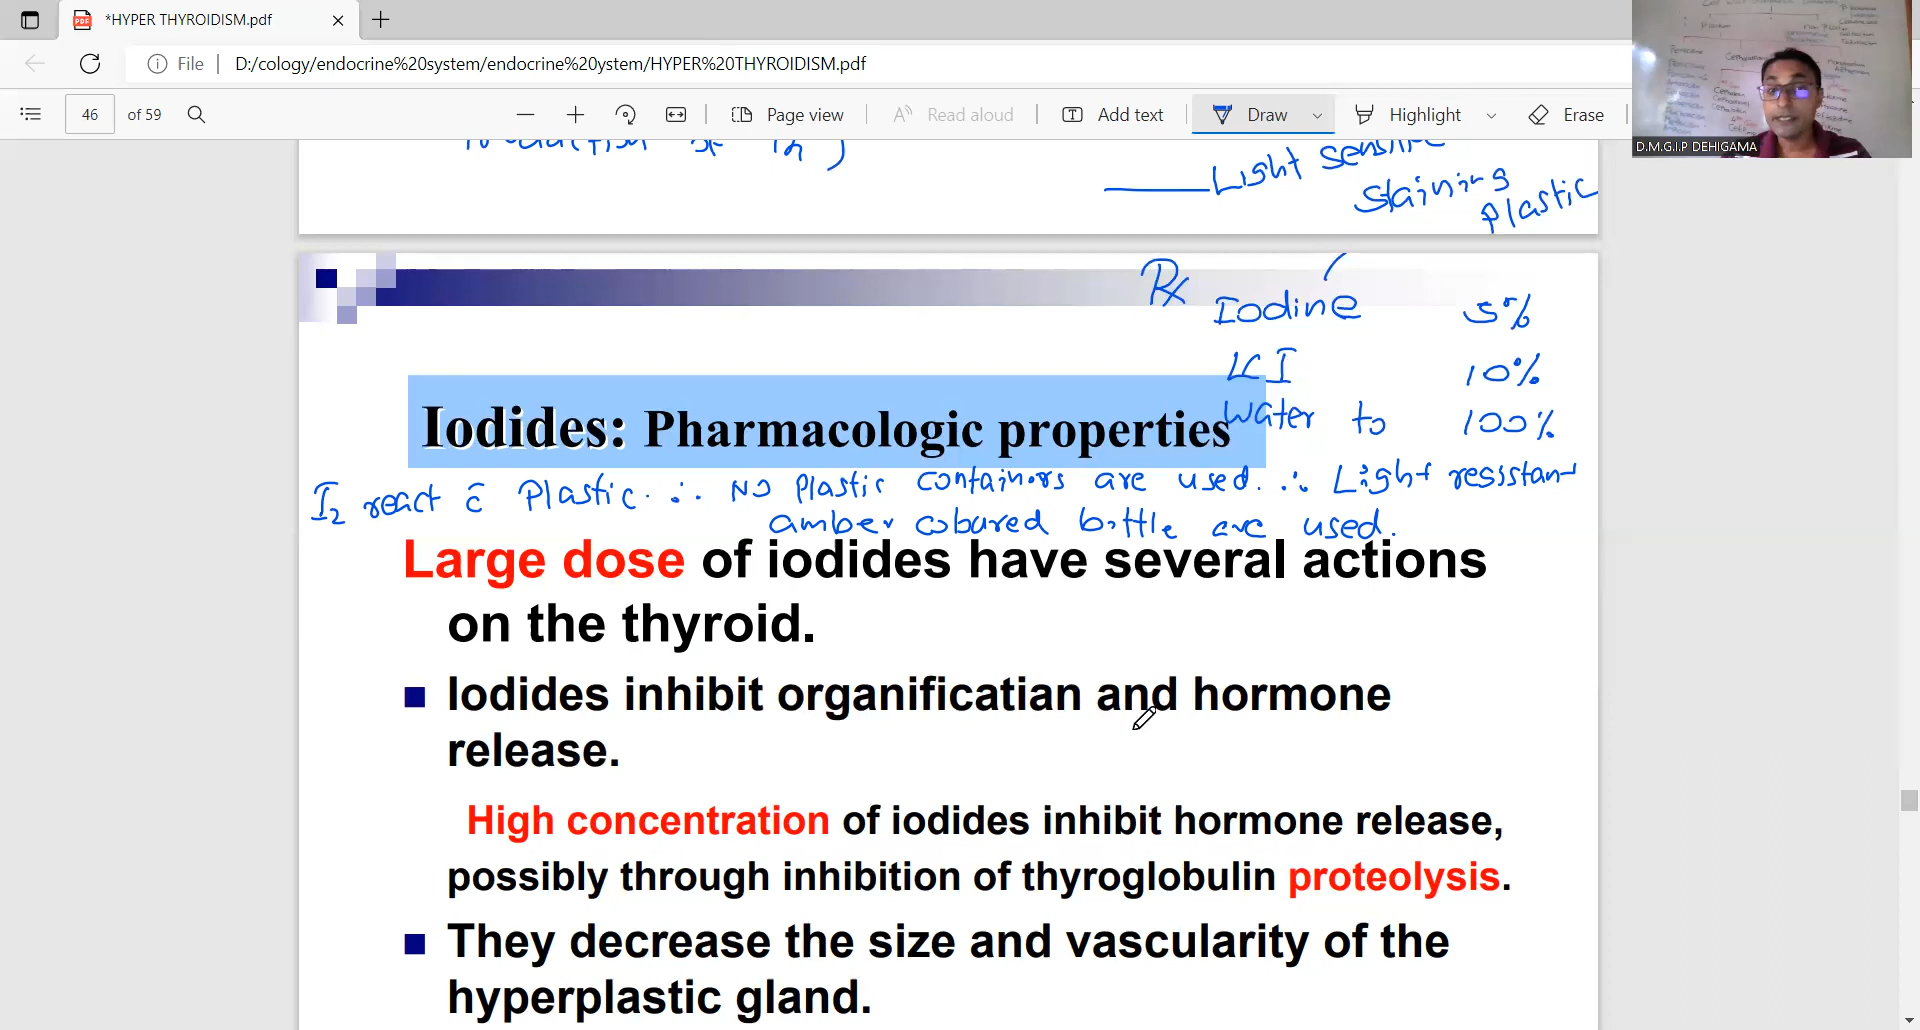 *HYPER THYROIDISM.pdf
File
D:/cology/endocrine%20system/endocrine%20ystem/HYPER%20THYROIDISM.pdf
46 of 59
Page view
Read aloud
Add text
Draw
Highlight
Erase
D.M.G.I.P DEHIGAMA
Light
Staining
plastic
Rx
Iodine 5%
KI 10%
Water to 100%
Iodides: Pharmacologic properties
I2 react c̄ Plastic. ∴ No plastic containors are used. ∴ Light resistant
amber coloured bottle are used.
Large dose of iodides have several actions
on the thyroid.
Iodides inhibit organificatian and hormone
release.
High concentration of iodides inhibit hormone release,
possibly through inhibition of thyroglobulin proteolysis.
They decrease the size and vascularity of the
hyperplastic gland.